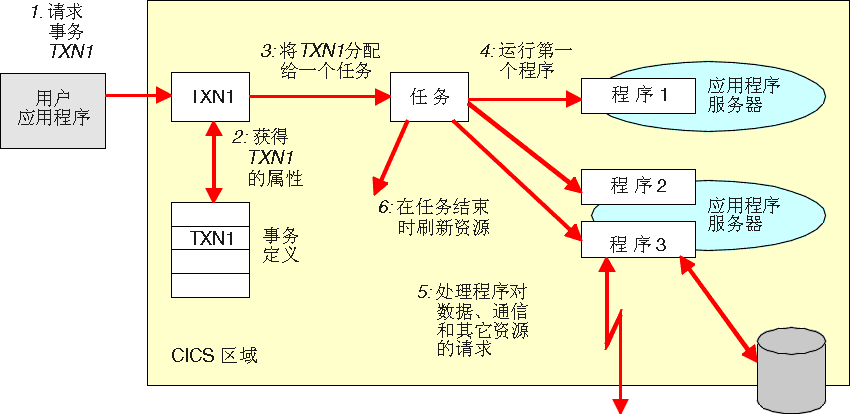 1: 请求
事务
TXN1
用户
应用程序
IXN1
3: 将TXN1分配
给一个任务
任务
4: 运行第一
个程序
程序1
应用程序
服务器
2: 获得
TXN1
的属性
TXN1
事务
定义
6: 在任务结束
时刷新资源
程序2
程序3
应用程序
服务器
5: 处理程序对
数据、通信
和其它资源
的请求
CICS 区域